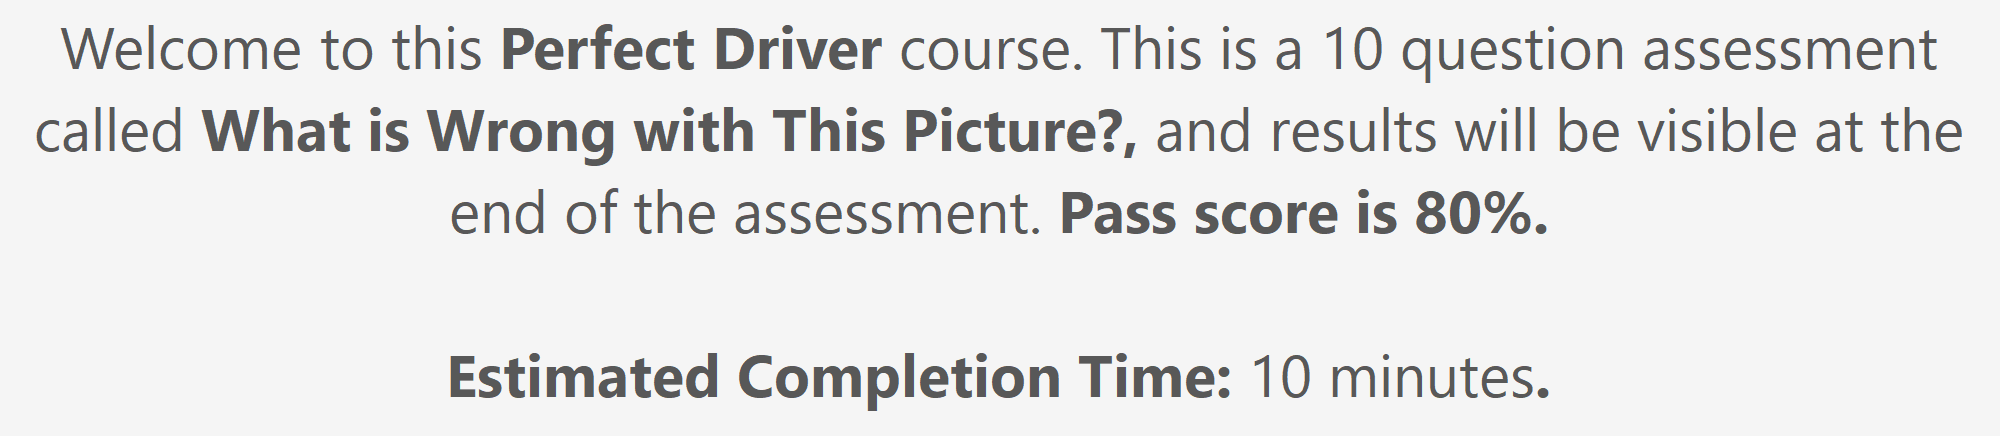 Welcome to this Perfect Driver course. This is a 10 question assessment
called What is Wrong with This Picture?, and results will be visible at the
end of the assessment. Pass score is 80%.
Estimated Completion Time: 10 minutes.